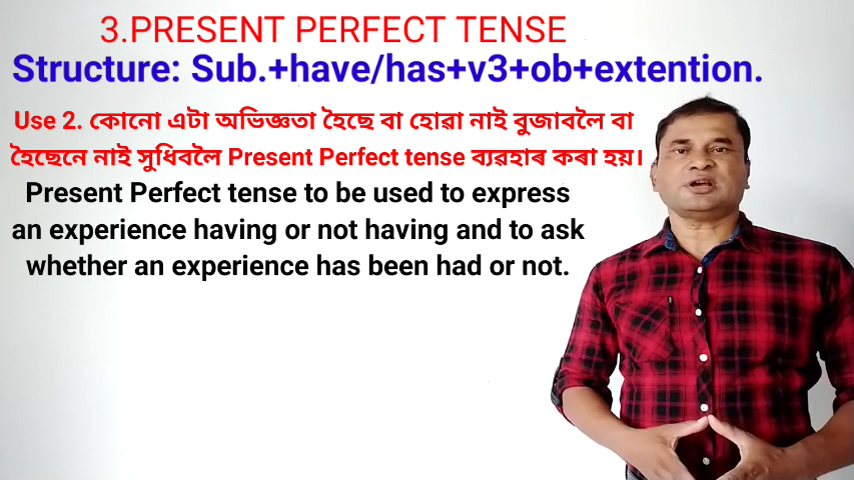 3.PRESENT PERFECT TENSE
Structure: Sub.+have/has+v3+ob+extention.
Use 2. কোনো এটা অভিজ্ঞতা হৈছে বা হোৱা নাই বুজাবলৈ বা
হৈছেনে নাই সুধিবলৈ Present Perfect tense ব্যৱহাৰ কৰা হয়।
Present Perfect tense to be used to express
an experience having or not having and to ask
whether an experience has been had or not.